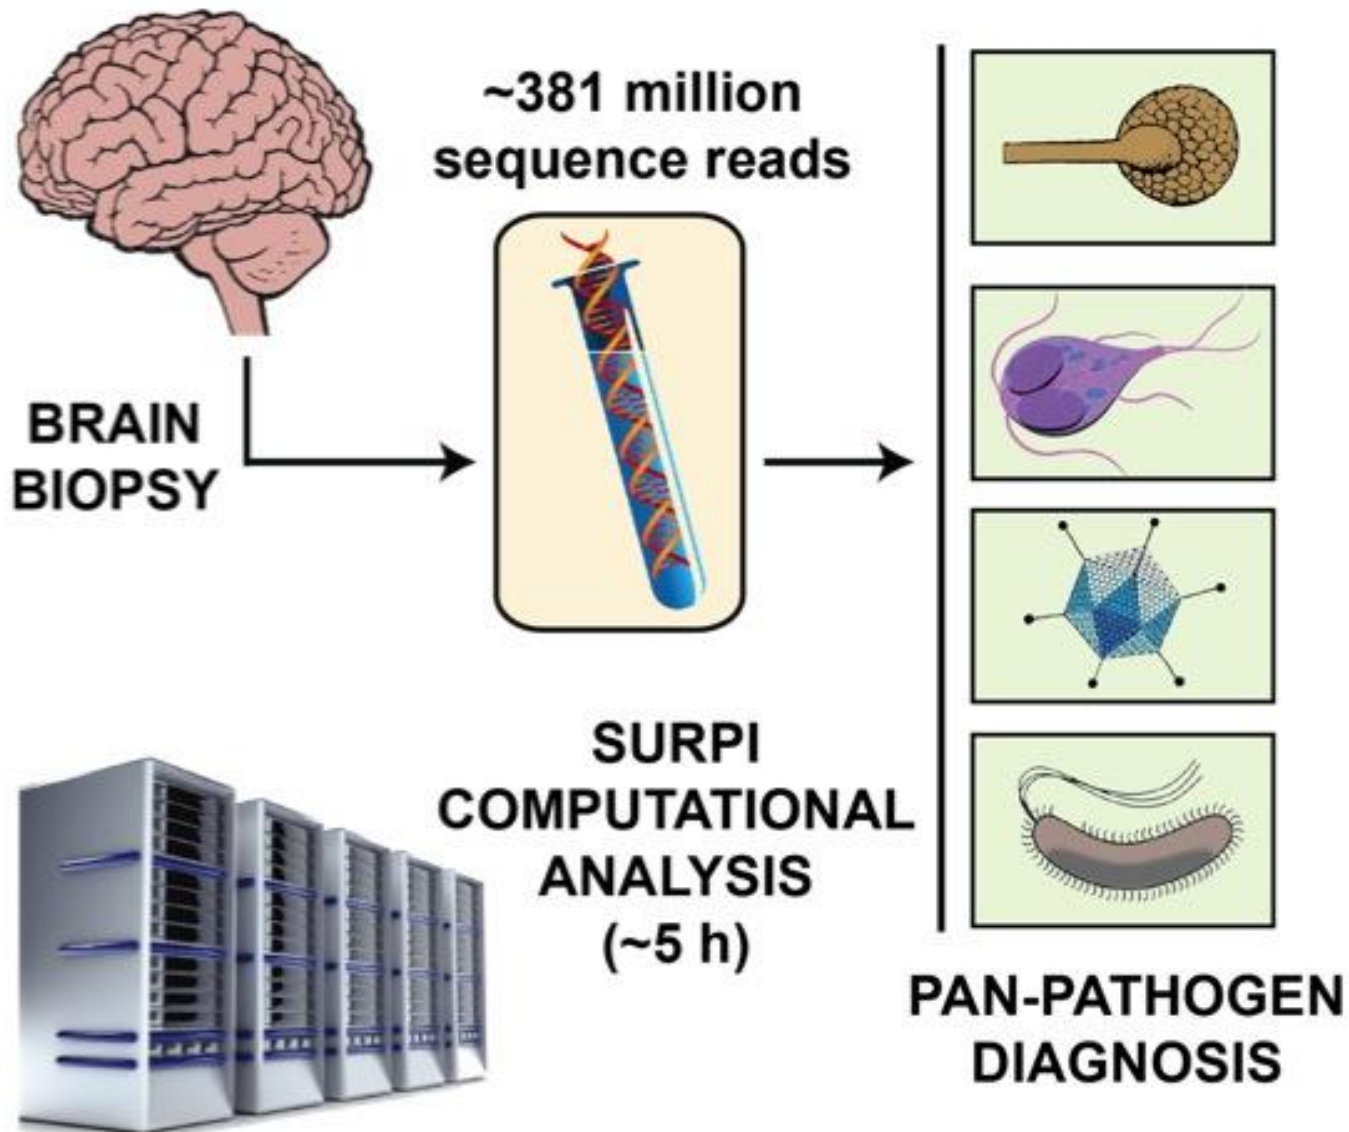 ~381 million
sequence reads
BRAIN
BIOPSY
SURPI
COMPUTATIONAL
ANALYSIS
(~5 h)
PAN-PATHOGEN
DIAGNOSIS